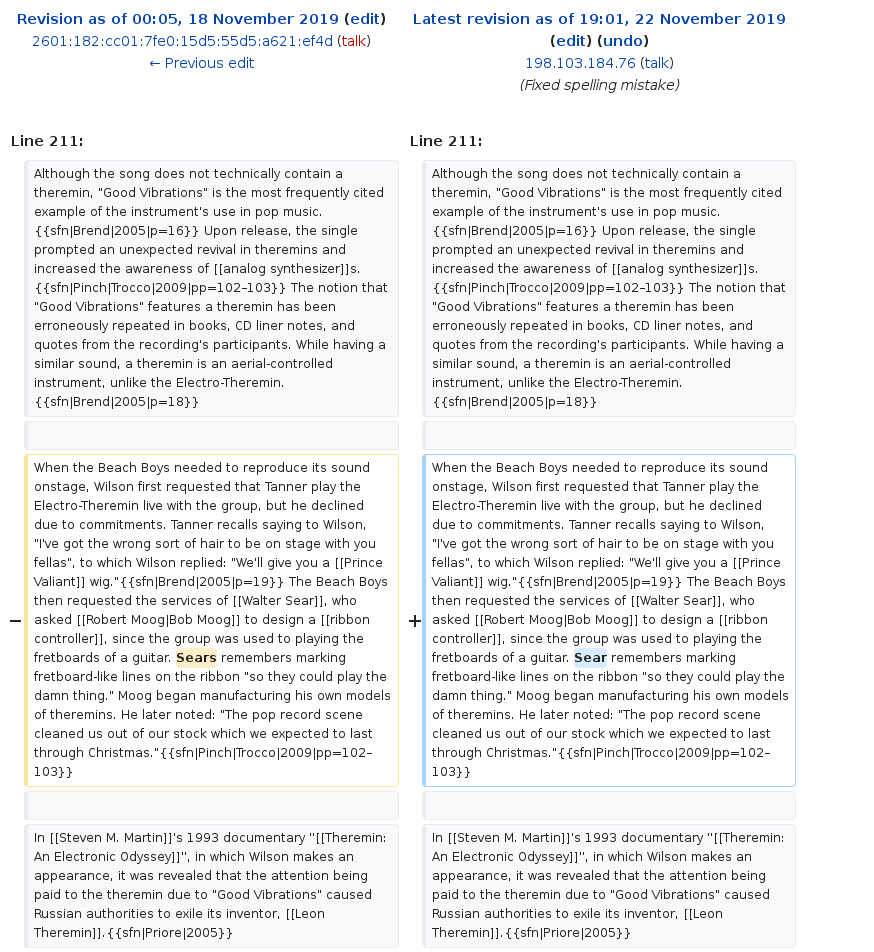 Revision as of 00:05, 18 November 2019 (edit)
2601:182:cc01:7fe0:15d5:55d5:a621:ef4d (talk)
← Previous edit
Latest revision as of 19:01, 22 November 2019
(edit) (undo)
198.103.184.76 (talk)
(Fixed spelling mistake)
Line 211:
Although the song does not technically contain a
theremin, "Good Vibrations" is the most frequently cited
example of the instrument's use in pop music.
{{sfn|Brend|2005|p=16}} Upon release, the single
prompted an unexpected revival in theremins and
increased the awareness of [[analog synthesizer]]s.
{{sfn|Pinch|Trocco|2009|pp=102–103}} The notion that
"Good Vibrations" features a theremin has been
erroneously repeated in books, CD liner notes, and
quotes from the recording's participants. While having a
similar sound, a theremin is an aerial-controlled
instrument, unlike the Electro-Theremin.
{{sfn|Brend|2005|p=18}}
−
When the Beach Boys needed to reproduce its sound
onstage, Wilson first requested that Tanner play the
Electro-Theremin live with the group, but he declined
due to commitments. Tanner recalls saying to Wilson,
"I've got the wrong sort of hair to be on stage with you
fellas", to which Wilson replied: "We'll give you a [[Prince
Valiant]] wig."{{sfn|Brend|2005|p=19}} The Beach Boys
then requested the services of [[Walter Sear]], who
asked [[Robert Moog|Bob Moog]] to design a [[ribbon
controller]], since the group was used to playing the
fretboards of a guitar. Sears remembers marking
fretboard-like lines on the ribbon "so they could play the
damn thing." Moog began manufacturing his own models
of theremins. He later noted: "The pop record scene
cleaned us out of our stock which we expected to last
through Christmas."{{sfn|Pinch|Trocco|2009|pp=102–
103}}
In [[Steven M. Martin]]'s 1993 documentary ''[[Theremin:
An Electronic Odyssey]]'', in which Wilson makes an
appearance, it was revealed that the attention being
paid to the theremin due to "Good Vibrations" caused
Russian authorities to exile its inventor, [[Leon
Theremin]].{{sfn|Priore|2005}}
Line 211:
Although the song does not technically contain a
theremin, "Good Vibrations" is the most frequently cited
example of the instrument's use in pop music.
{{sfn|Brend|2005|p=16}} Upon release, the single
prompted an unexpected revival in theremins and
increased the awareness of [[analog synthesizer]]s.
{{sfn|Pinch|Trocco|2009|pp=102–103}} The notion that
"Good Vibrations" features a theremin has been
erroneously repeated in books, CD liner notes, and
quotes from the recording's participants. While having a
similar sound, a theremin is an aerial-controlled
instrument, unlike the Electro-Theremin.
{{sfn|Brend|2005|p=18}}
+
When the Beach Boys needed to reproduce its sound
onstage, Wilson first requested that Tanner play the
Electro-Theremin live with the group, but he declined
due to commitments. Tanner recalls saying to Wilson,
"I've got the wrong sort of hair to be on stage with you
fellas", to which Wilson replied: "We'll give you a [[Prince
Valiant]] wig."{{sfn|Brend|2005|p=19}} The Beach Boys
then requested the services of [[Walter Sear]], who
asked [[Robert Moog|Bob Moog]] to design a [[ribbon
controller]], since the group was used to playing the
fretboards of a guitar. Sear remembers marking
fretboard-like lines on the ribbon "so they could play the
damn thing." Moog began manufacturing his own models
of theremins. He later noted: "The pop record scene
cleaned us out of our stock which we expected to last
through Christmas."{{sfn|Pinch|Trocco|2009|pp=102–
103}}
In [[Steven M. Martin]]'s 1993 documentary ''[[Theremin:
An Electronic Odyssey]]'', in which Wilson makes an
appearance, it was revealed that the attention being
paid to the theremin due to "Good Vibrations" caused
Russian authorities to exile its inventor, [[Leon
Theremin]].{{sfn|Priore|2005}}